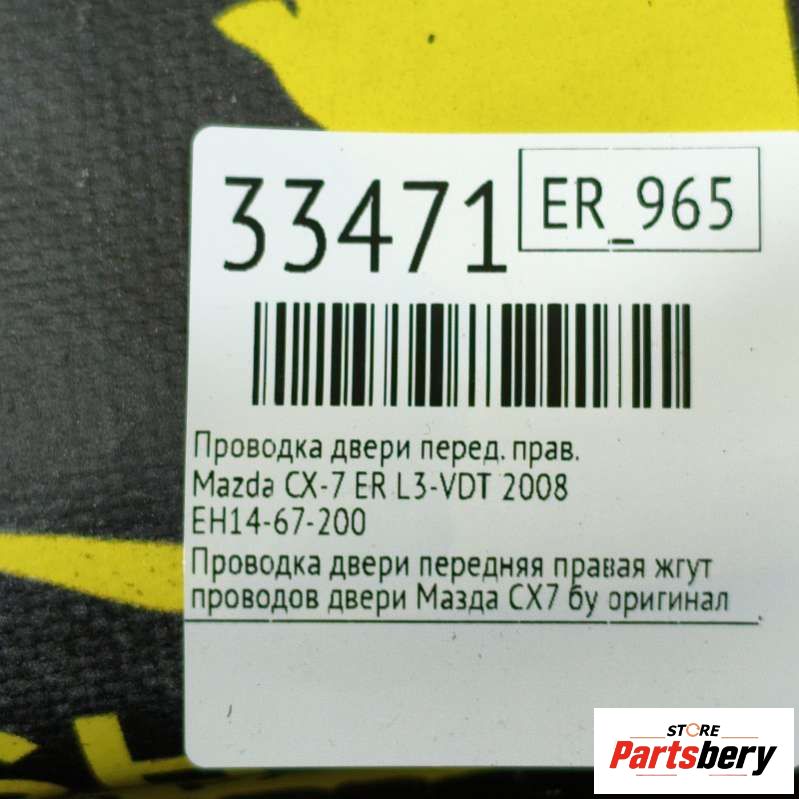 33471
ER_965
Проводка двери перед. прав.
Mazda CX-7 ER L3-VDT 2008
EH14-67-200
Проводка двери передняя правая жгут
проводов двери Мазда CX7 бу оригинал
STORE
Partsbery